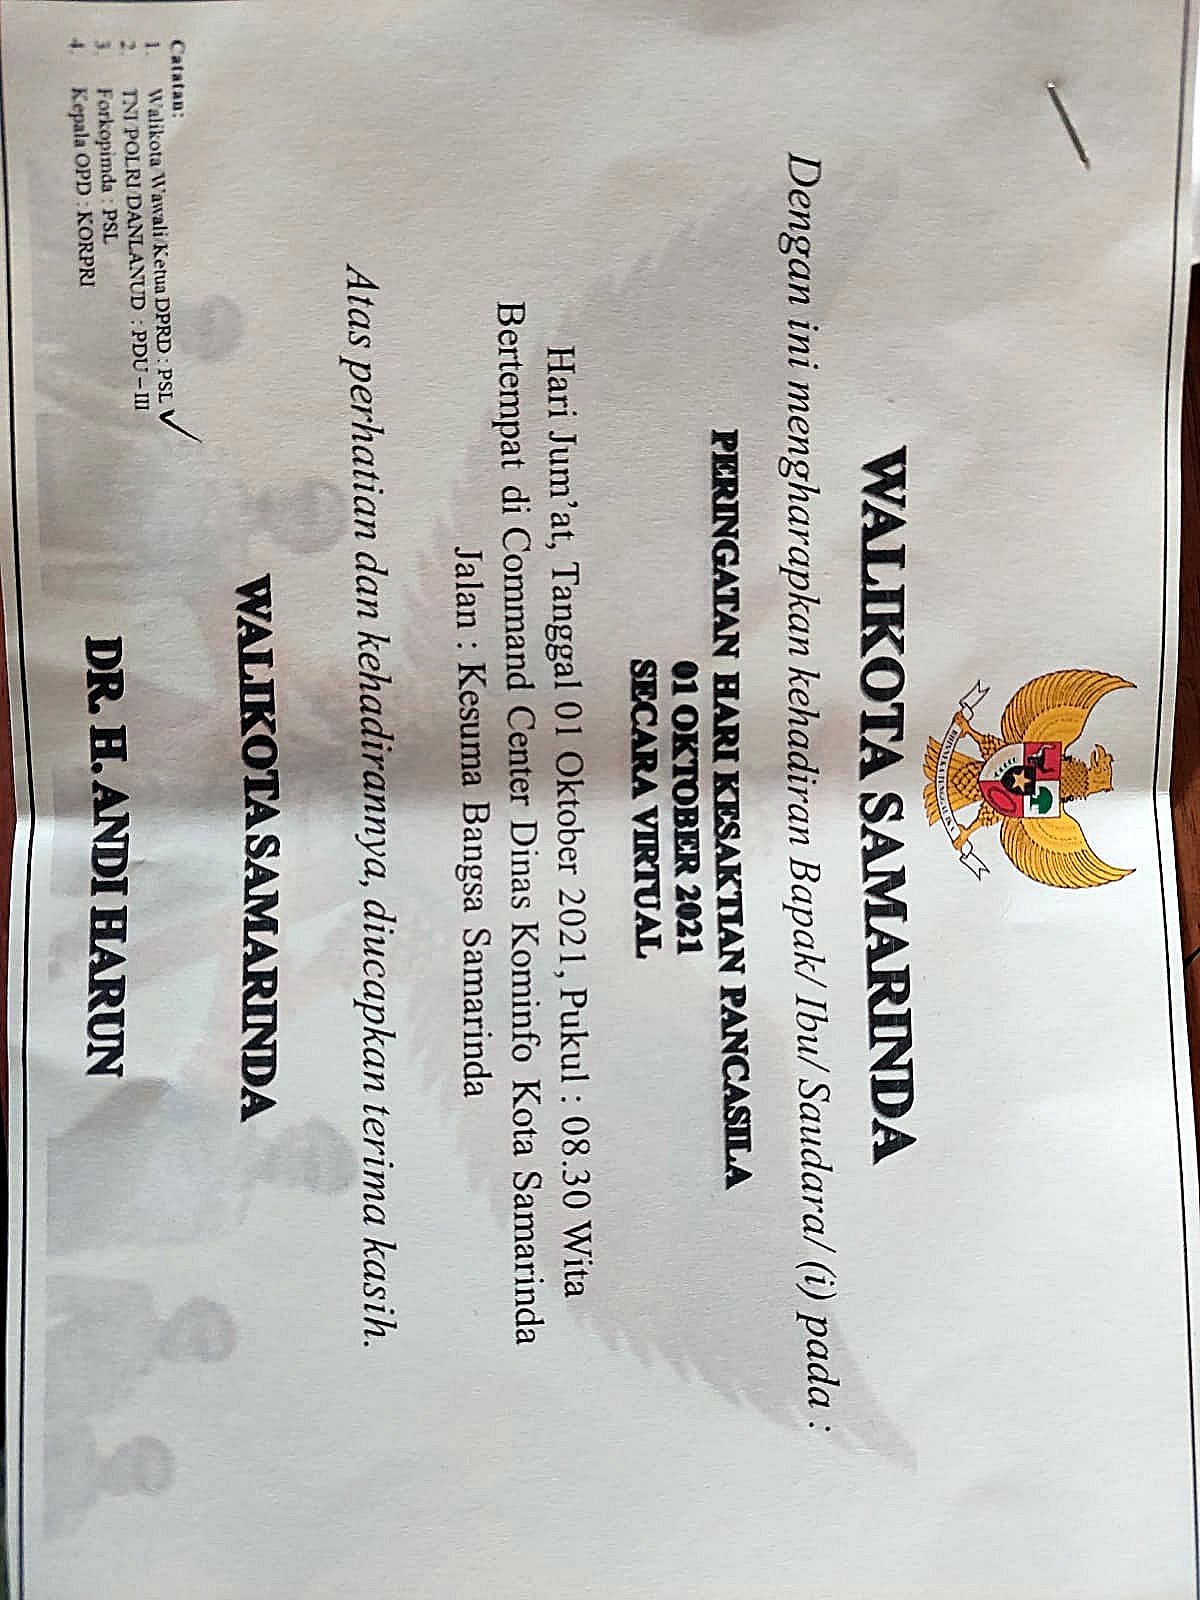 BHINNEKA TUNGGAL IKA
WALIKOTA SAMARINDA
Dengan ini mengharapkan kehadiran Bapak/ Ibu/ Saudara/ (i) pada :
PERINGATAN HARI KESAKTIAN PANCASILA
01 OKTOBER 2021
SECARA VIRTUAL
Hari Jum'at, Tanggal 01 Oktober 2021, Pukul : 08.30 Wita
Bertempat di Command Center Dinas Kominfo Kota Samarinda
Jalan : Kesuma Bangsa Samarinda
Atas perhatian dan kehadirannya, diucapkan terima kasih.
WALIKOTA SAMARINDA
DR. H. ANDI HARUN
Catatan:
1. Walikota/Wawali/Ketua DPRD : PSL
2. TNI/POLRI/DANLANUD : PDU – III
3. Forkopimda : PSL
4. Kepala OPD : KORPRI